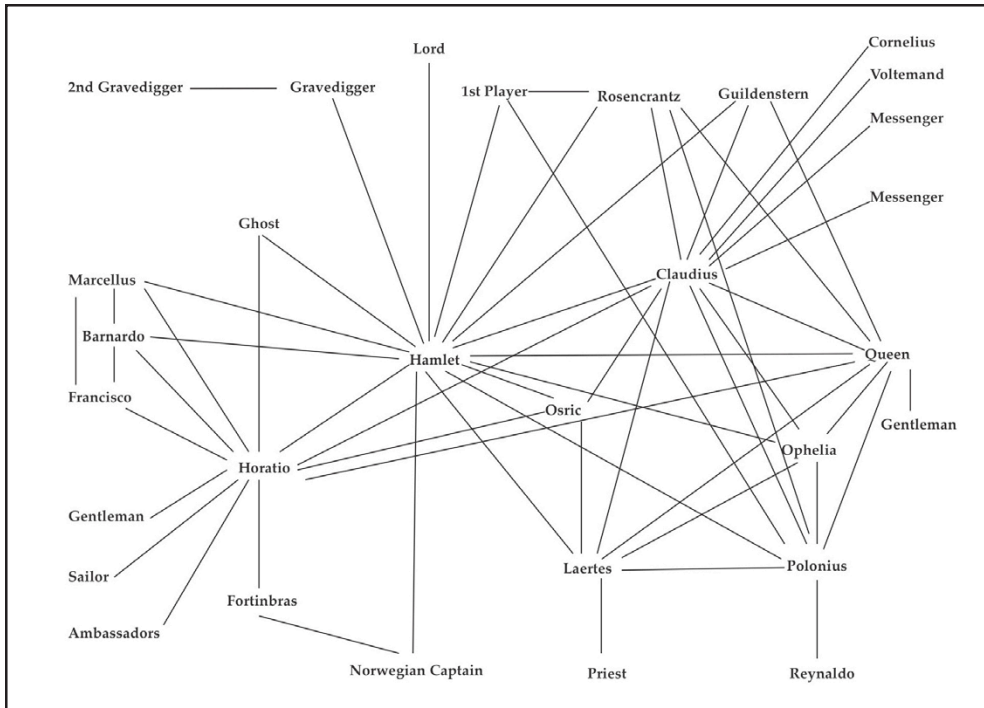 Lord
Cornelius
Voltemand
2nd Gravedigger
Gravedigger
1st Player
Rosencrantz
Guildenstern
Messenger
Messenger
Ghost
Claudius
Marcellus
Barnardo
Hamlet
Queen
Francisco
Osric
Gentleman
Ophelia
Horatio
Gentleman
Laertes
Polonius
Sailor
Fortinbras
Ambassadors
Norwegian Captain
Priest
Reynaldo